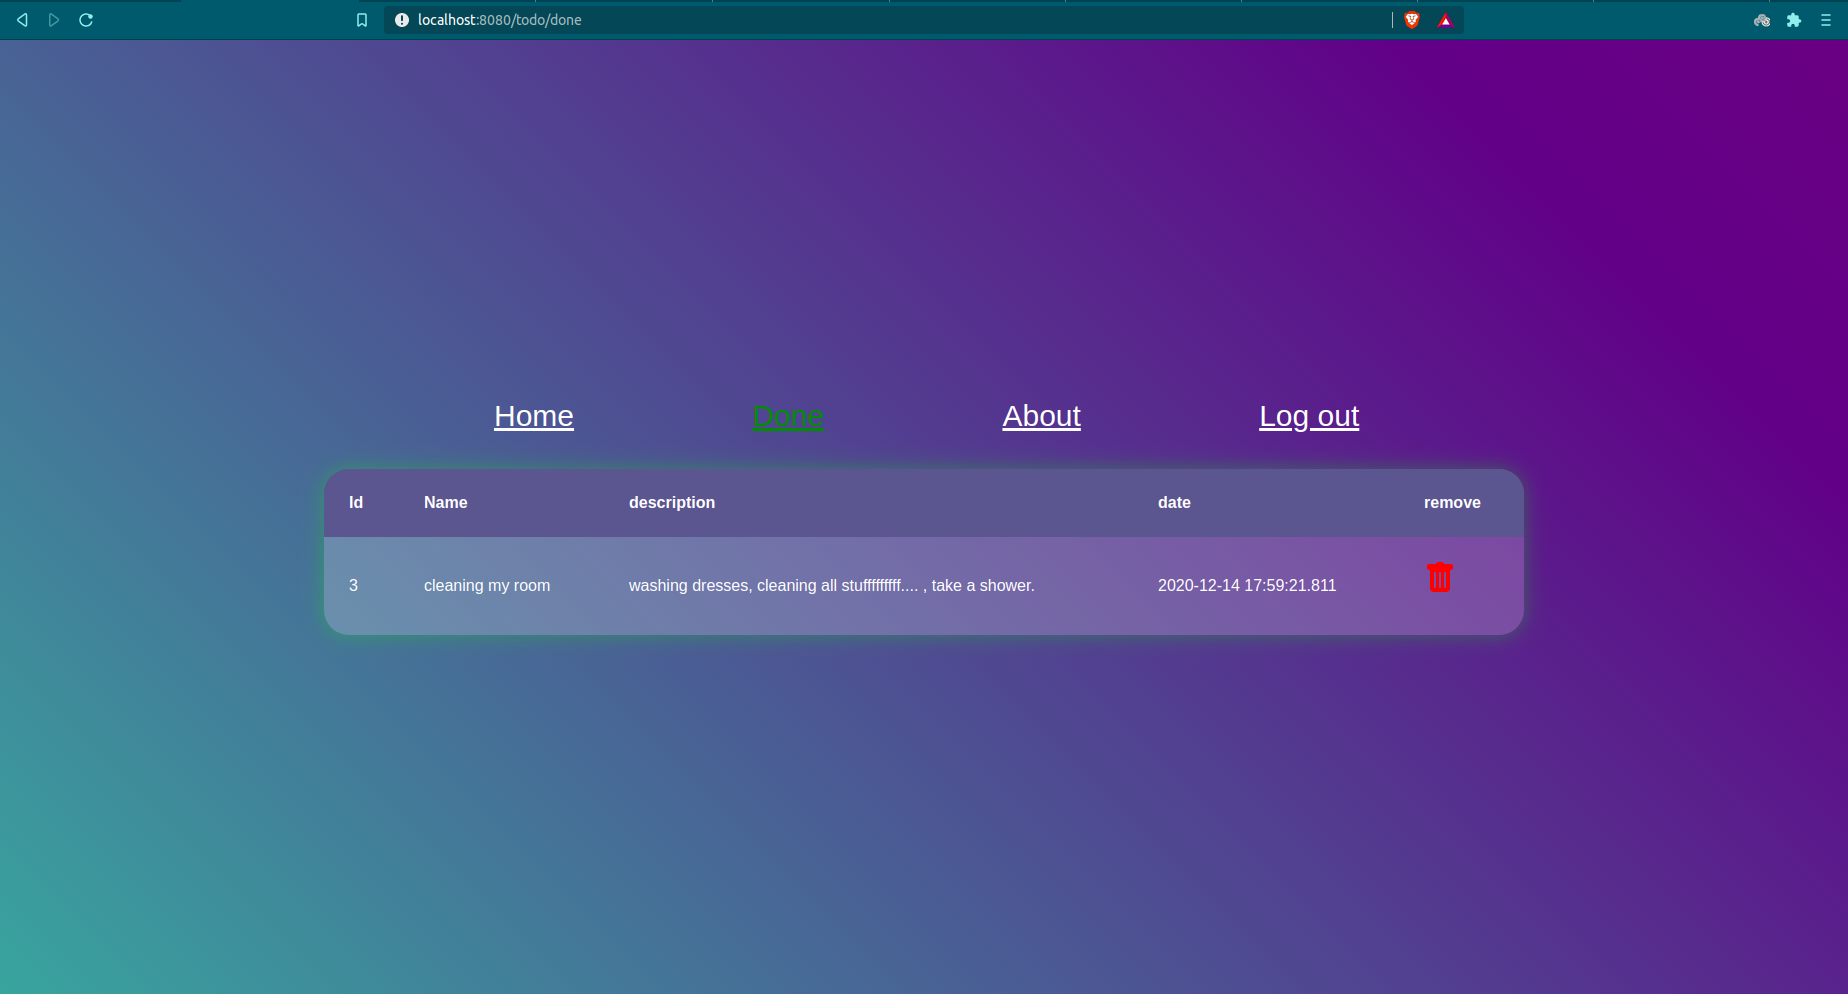 localhost:8080/todo/done
Home Done About Log out
Id Name description date remove
3 cleaning my room washing dresses, cleaning all stufffffffff.... , take a shower. 2020-12-14 17:59:21.811